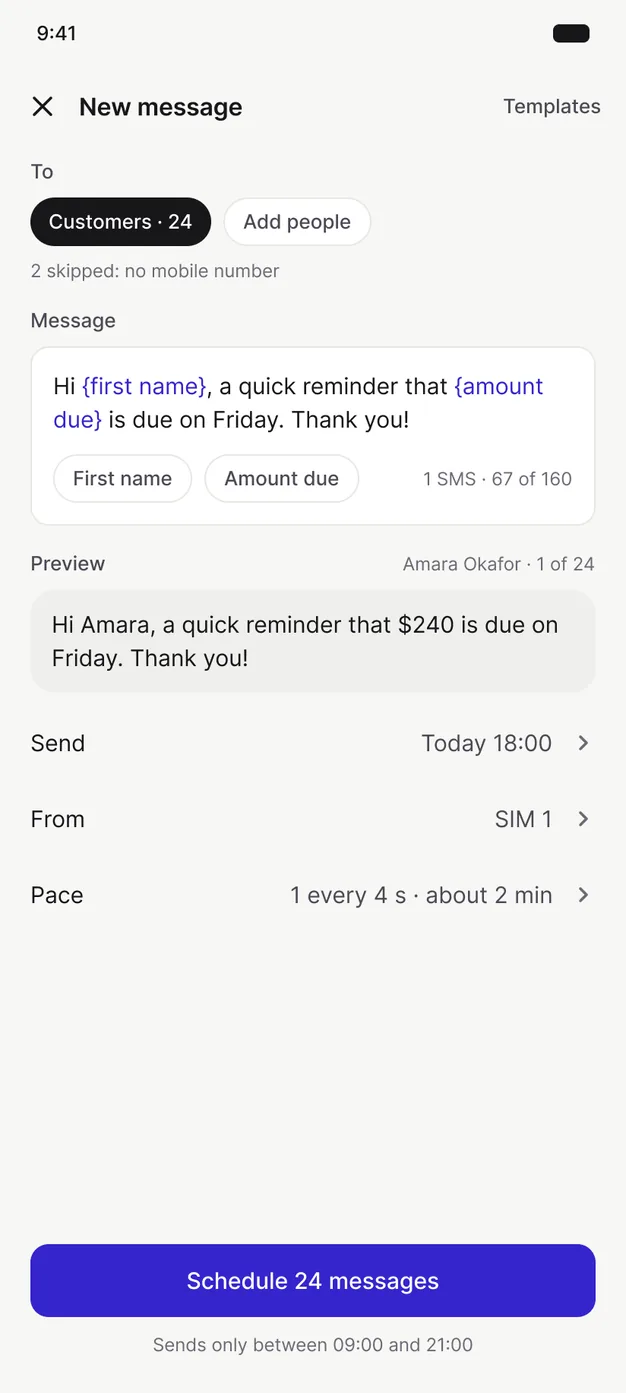 9:41
New message
Templates
To
Customers · 24
Add people
2 skipped: no mobile number
Message
Hi {first name}, a quick reminder that {amount
due} is due on Friday. Thank you!
First name
Amount due
1 SMS · 67 of 160
Preview
Amara Okafor · 1 of 24
Hi Amara, a quick reminder that $240 is due on
Friday. Thank you!
Send
Today 18:00
From
SIM 1
Pace
1 every 4 s · about 2 min
Schedule 24 messages
Sends only between 09:00 and 21:00